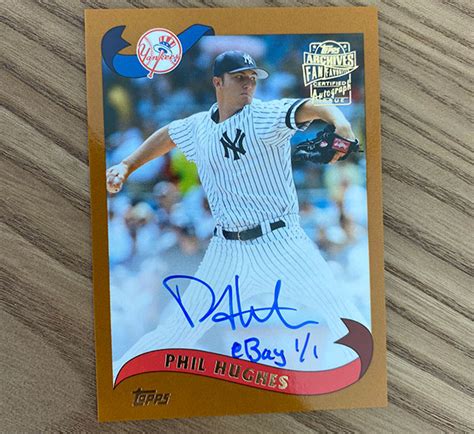 Yankees
Topps
ARCHIVES
FAN FAVORITES
CERTIFIED
Autograph
ISSUE
NY
eBay 1/1
PHIL HUGHES
TOPPS